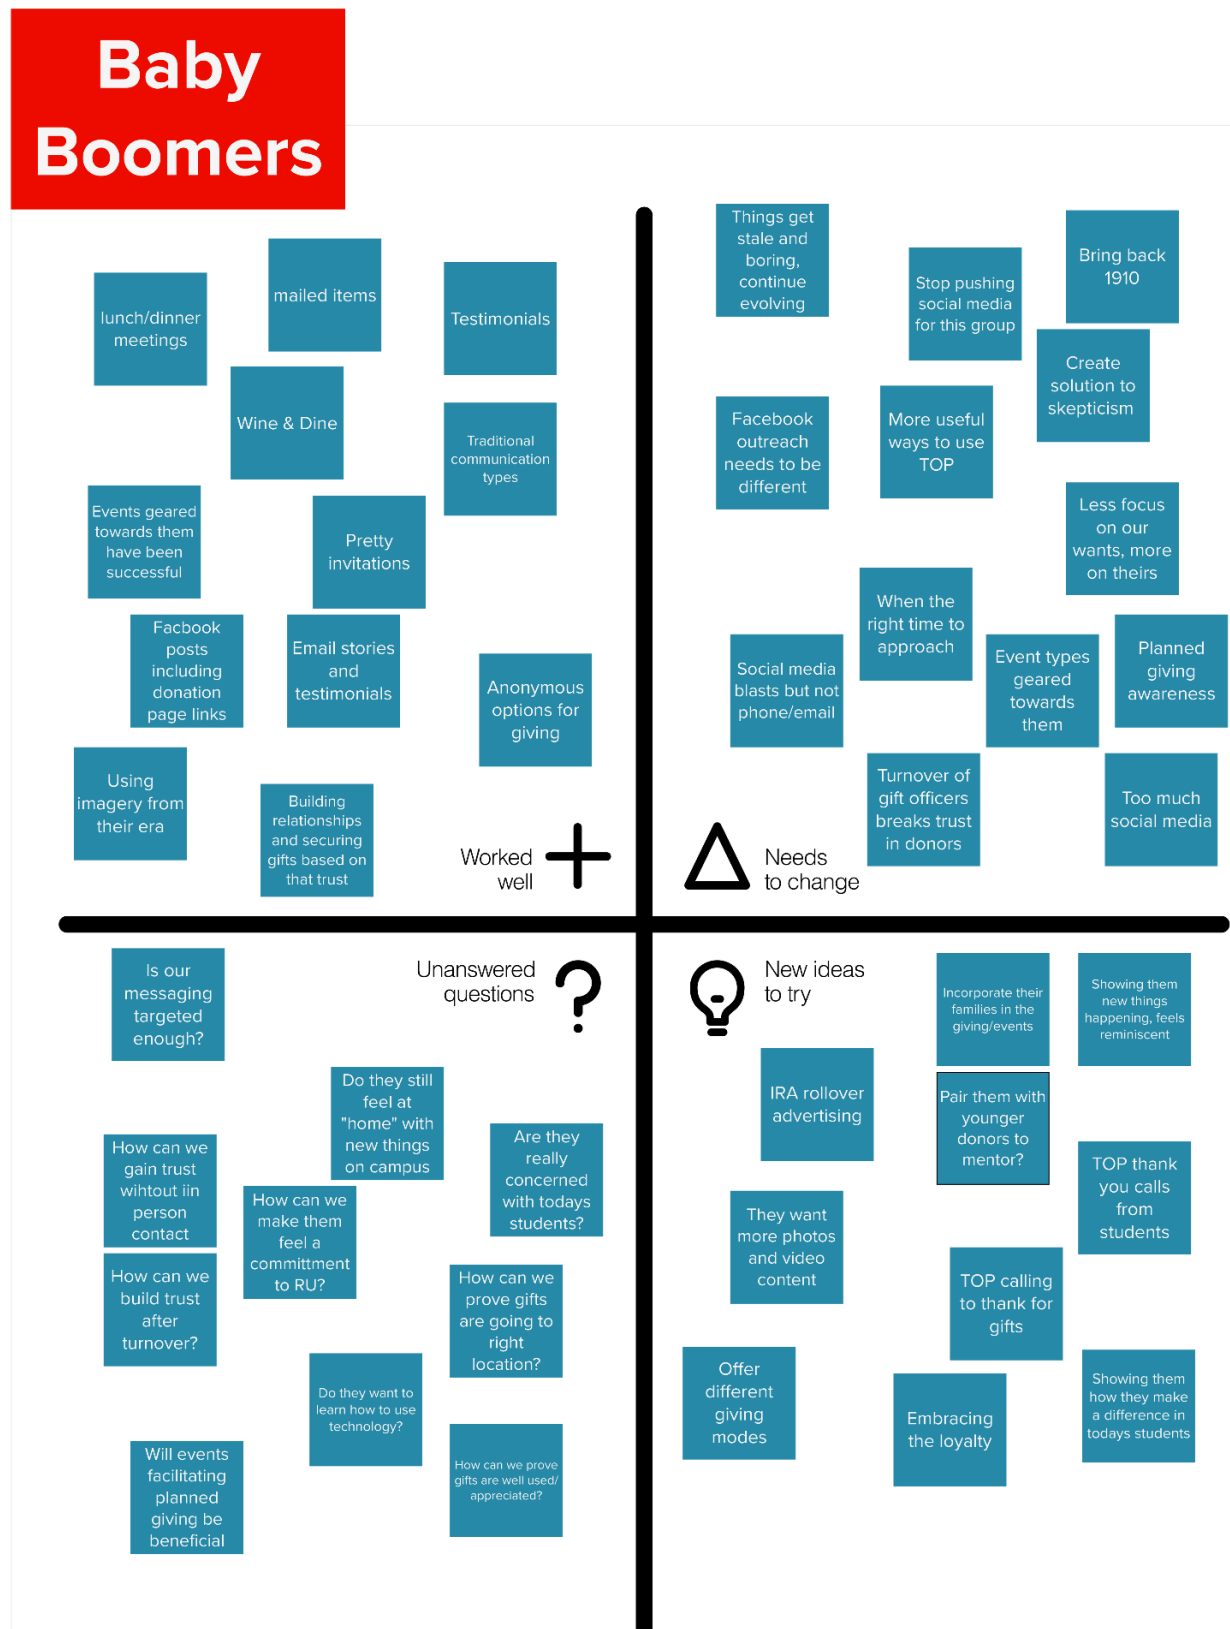 Baby
Boomers
lunch/dinner
meetings
mailed items
Testimonials
Wine & Dine
Traditional
communication
types
Events geared
towards them
have been
successful
Pretty
invitations
Facbook
posts
including
donation
page links
Email stories
and
testimonials
Anonymous
options for
giving
Using
imagery from
their era
Building
relationships
and securing
gifts based on
that trust
Worked
well
Things get
stale and
boring,
continue
evolving
Stop pushing
social media
for this group
Bring back
1910
Create
solution to
skepticism
Facebook
outreach
needs to be
different
More useful
ways to use
TOP
Less focus
on our
wants, more
on theirs
When the
right time to
approach
Social media
blasts but not
phone/email
Event types
geared
towards
them
Planned
giving
awareness
Turnover of
gift officers
breaks trust
in donors
Too much
social media
Needs
to change
Unanswered
questions
?
Is our
messaging
targeted
enough?
Do they still
feel at
"home" with
new things
on campus
Are they
really
concerned
with todays
students?
How can we
gain trust
wihtout iin
person
contact
How can we
make them
feel a
committment
to RU?
How can we
build trust
after
turnover?
How can we
prove gifts
are going to
right
location?
Do they want to
learn how to use
technology?
How can we prove
gifts are well used/
appreciated?
Will events
facilitating
planned
giving be
beneficial
New ideas
to try
Incorporate their
families in the
giving/events
Showing them
new things
happening, feels
reminiscent
IRA rollover
advertising
Pair them with
younger
donors to
mentor?
TOP thank
you calls
from
students
They want
more photos
and video
content
TOP calling
to thank for
gifts
Offer
different
giving
modes
Embracing
the loyalty
Showing them
how they make
a difference in
todays students